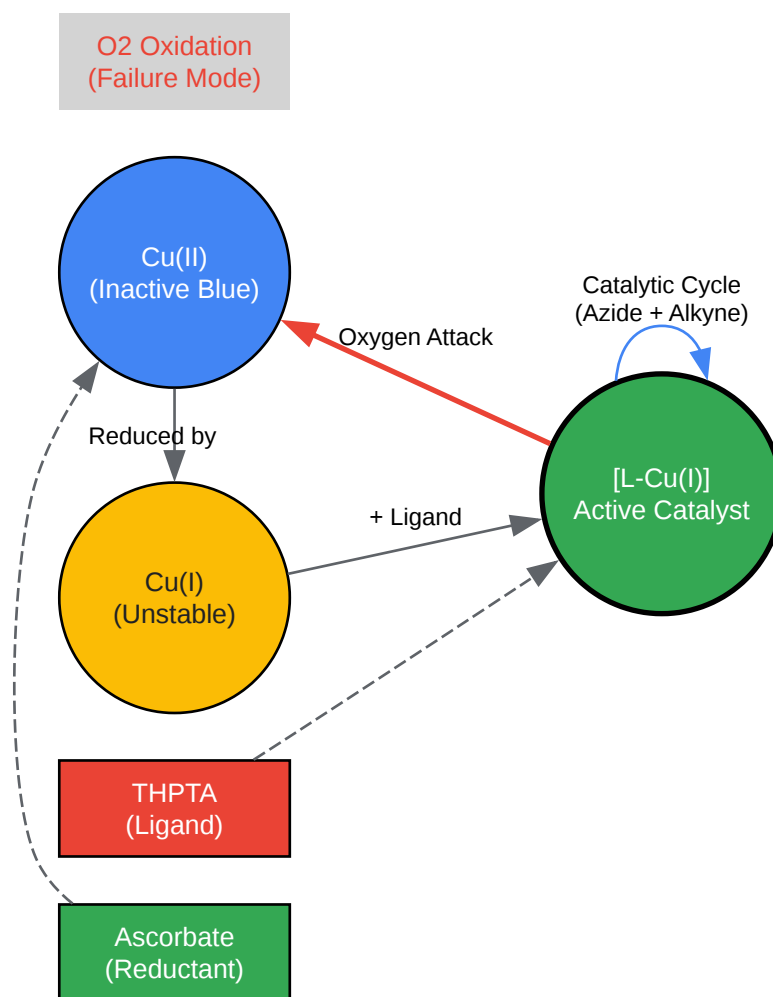 O2 Oxidation
(Failure Mode)
Cu(II)
(Inactive Blue)
Catalytic Cycle
(Azide + Alkyne)
Oxygen Attack
Reduced by
[L-Cu(I)]
Active Catalyst
+ Ligand
Cu(I)
(Unstable)
THPTA
(Ligand)
Ascorbate
(Reductant)